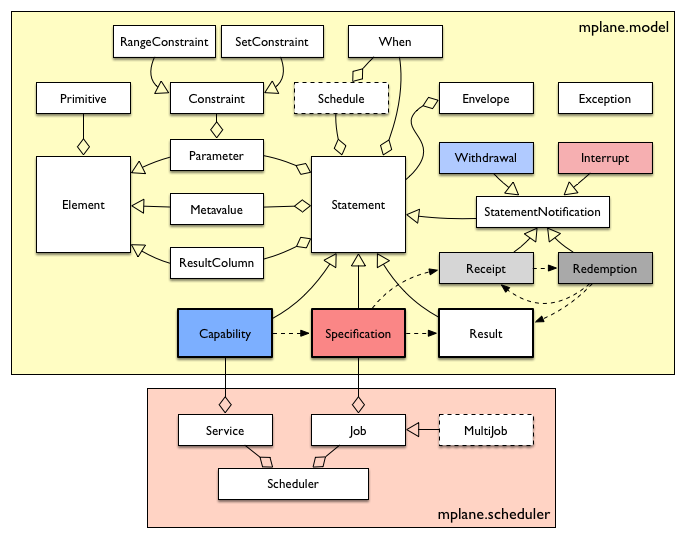 mplane.model
RangeConstraint
SetConstraint
When
Primitive
Constraint
Schedule
Envelope
Exception
Parameter
Withdrawal
Interrupt
Element
Metavalue
Statement
StatementNotification
ResultColumn
Receipt
Redemption
Capability
Specification
Result
Service
Job
MultiJob
Scheduler
mplane.scheduler